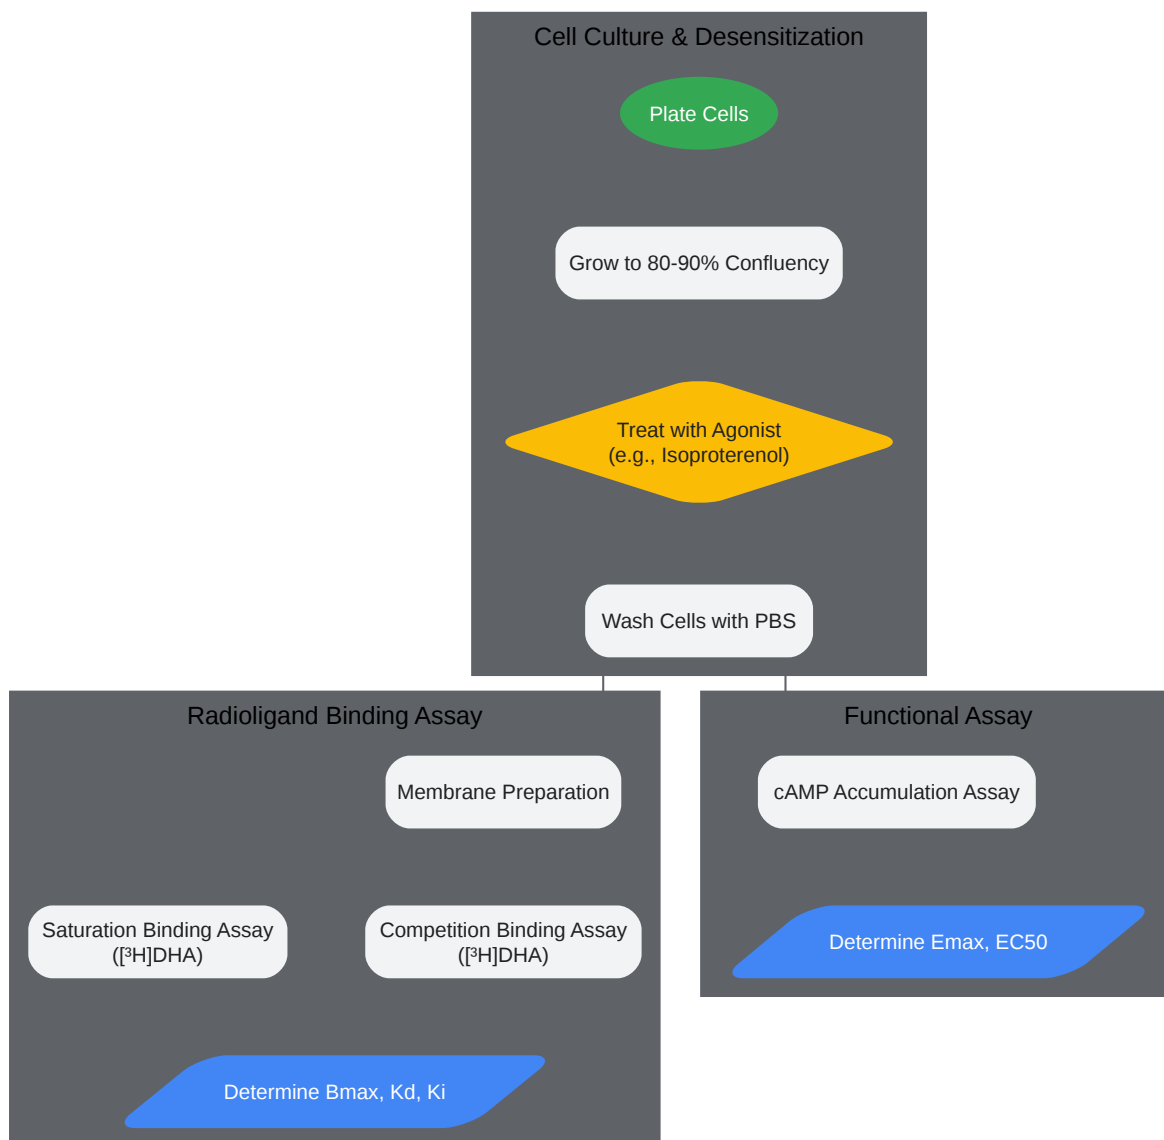 Cell Culture & Desensitization
Plate Cells
Grow to 80-90% Confluency
Treat with Agonist
(e.g., Isoproterenol)
Wash Cells with PBS
Radioligand Binding Assay
Membrane Preparation
Saturation Binding Assay
([³H]DHA)
Competition Binding Assay
([³H]DHA)
Determine Bmax, Kd, Ki
Functional Assay
cAMP Accumulation Assay
Determine Emax, EC50